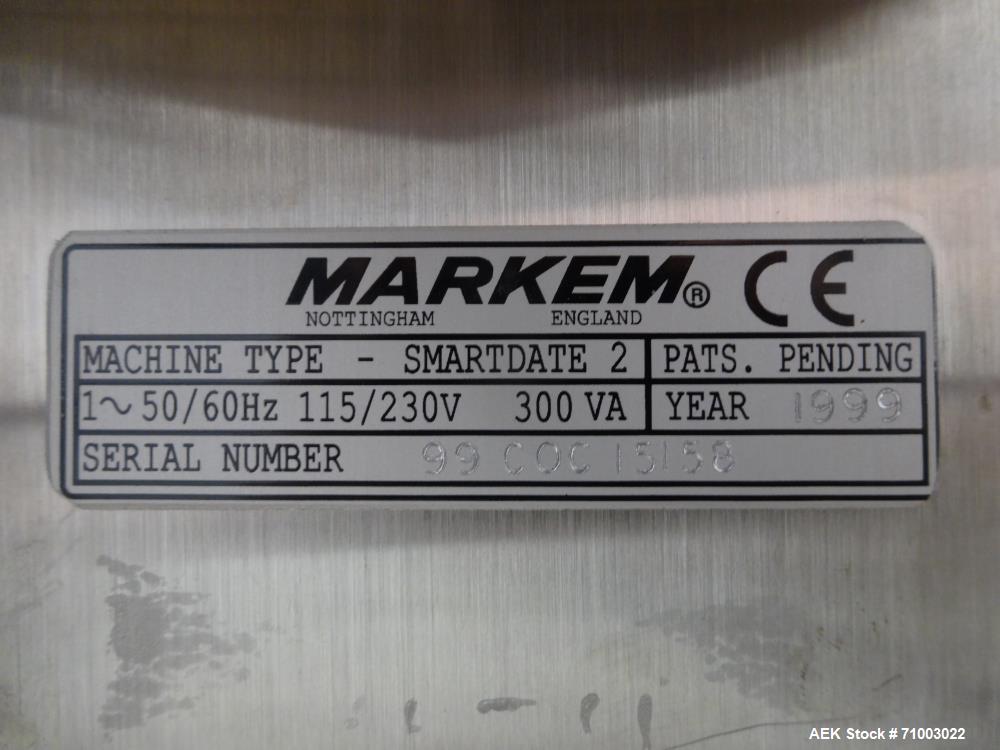 MARKEM® CE
NOTTINGHAM ENGLAND
MACHINE TYPE - SMARTDATE 2 PATS. PENDING
1~ 50/60Hz 115/230V 300 VA YEAR 1999
SERIAL NUMBER 99 COC 15158
AEK Stock # 71003022